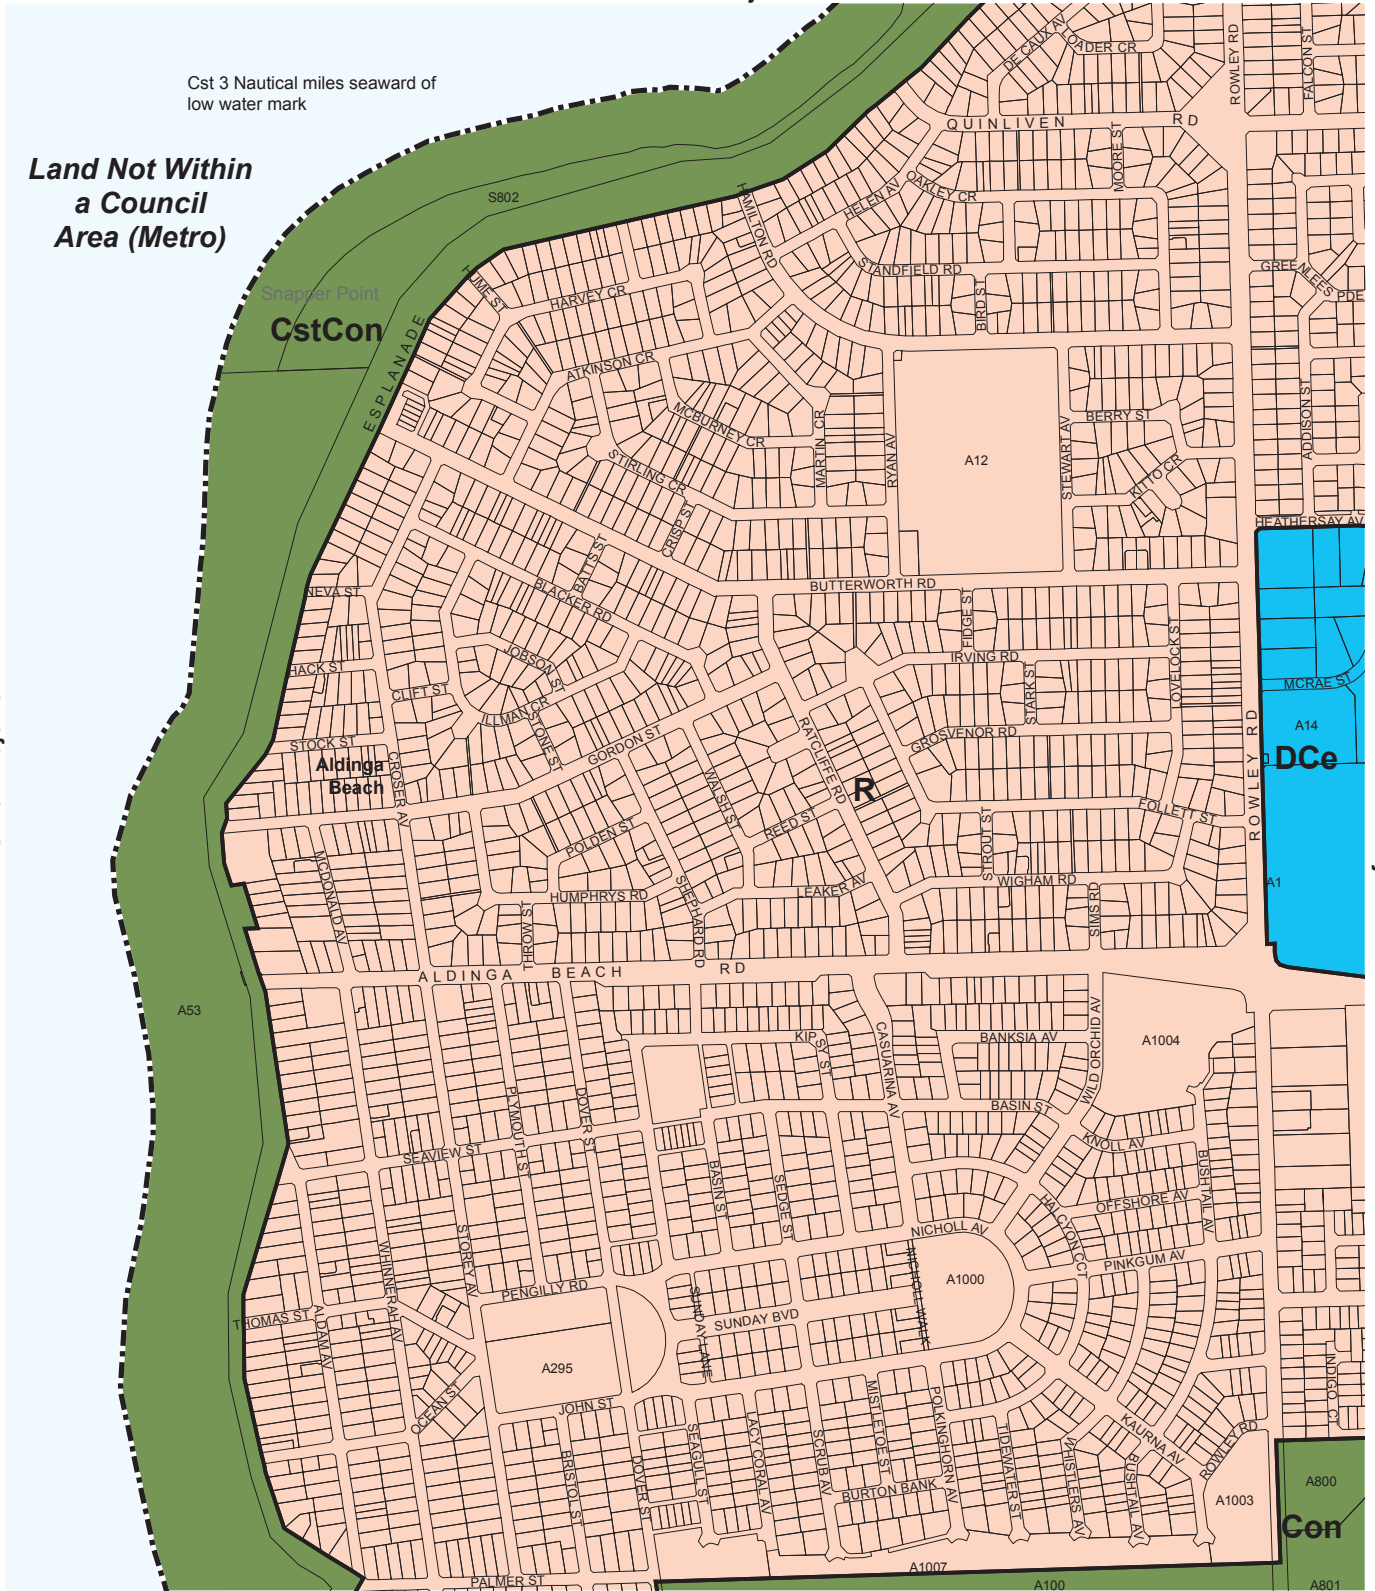 DE CAUX AV
LOADER CR
ROWLEY RD
FALCON ST
Cst 3 Nautical miles seaward of
low water mark
QUINLIVEN RD
MOORE ST
Land Not Within
a Council
Area (Metro)
S802
HAMILTON RD
HELEN AV
OAKLEY CR
STANDFIELD RD
GREENLEES
PDE
HUME ST
HARVEY CR
BIRD ST
Snapper Point
CstCon
ESPLANADE
ATKINSON CR
MCBURNEY CR
MARTIN CR
RYAN AV
A12
STEWART AV
BERRY ST
ADDISON ST
KITTO CR
STIRLING CR
CRISP ST
HEATHERSAY AV
BATTS ST
BLACKER RD
BUTTERWORTH RD
NEVA ST
FIDGE ST
LOVELOCK ST
IRVING RD
HACK ST
JOBSON ST
CLIFT ST
ILLMAN CR
STONE ST
STARK ST
MCRAE ST
A14
DCe
STOCK ST
Aldinga
Beach
CROSER AV
GORDON ST
RATCLIFFE RD
GROSVENOR RD
ROWLEY RD
WALSH ST
R
FOLLETT ST
POLDEN ST
REED ST
STROUT ST
MCDONALD AV
HUMPHRYS RD
SHEPHARD RD
LEAKER AV
WIGHAM RD
SIMS RD
A1
THROW ST
ALDINGA BEACH RD
A53
KIPSY ST
CASUARINA AV
BANKSIA AV
WILD ORCHID AV
A1004
PLYMOUTH ST
DOVER ST
BASIN ST
SEAVIEW ST
KNOLL AV
BUSHTAIL AV
BASIN ST
SEDGE ST
OFFSHORE AV
HALCYON CCT
NICHOLL AV
PINKGUM AV
WHINNERAH AV
STOREY AV
NICHOLL WALK
A1000
PENGILLY RD
SUNDAY LANE
SUNDAY BVD
THOMAS ST
ALDAM AV
A295
INDIGO CT
OCEAN ST
JOHN ST
MISTLETOE ST
POLKINGHORN AV
LACY CORAL AV
SEAGULL ST
SCRUB AV
TIDEWATER ST
WHISTLERS AV
KAURNA AV
ROWLEY RD
BRISTOL ST
DOVER ST
BURTON BANK
BUSHTAIL AV
A1003
A800
Con
A1007
PALMER ST
A100
A801